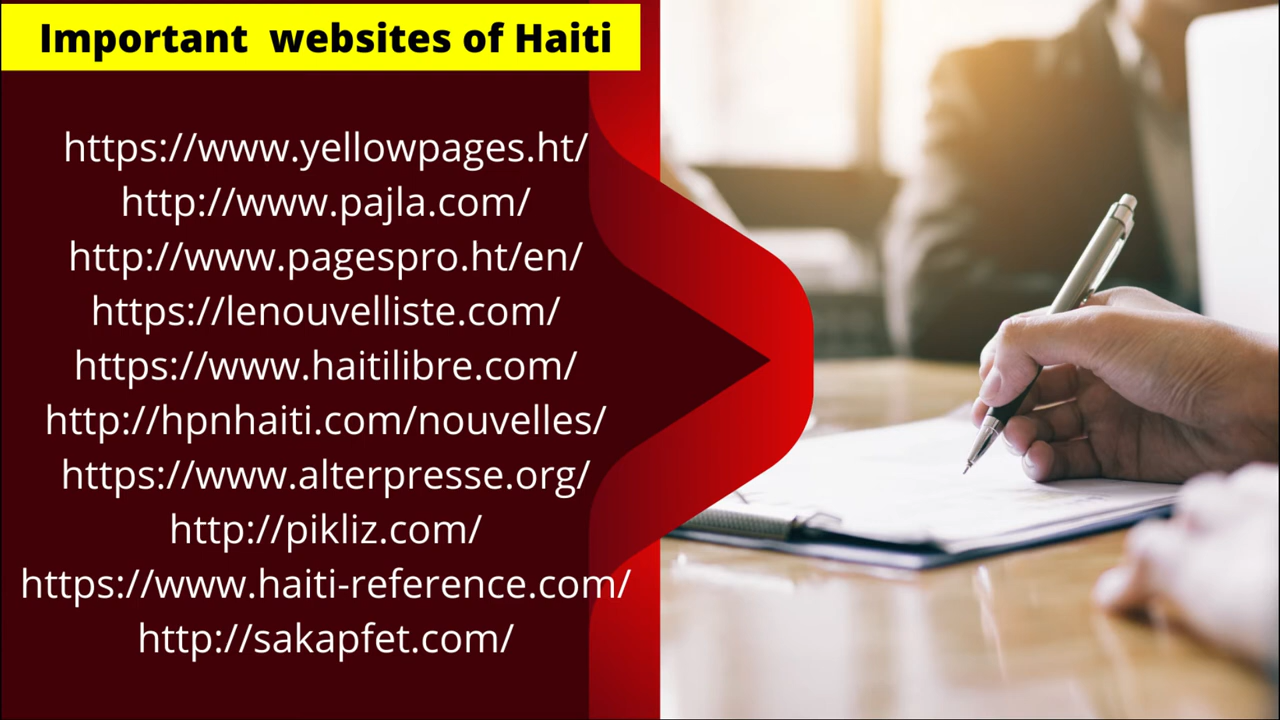 Important websites of Haiti
https://www.yellowpages.ht/
http://www.pajla.com/
http://www.pagespro.ht/en/
https://lenouvelliste.com/
https://www.haitilibre.com/
http://hpnhaiti.com/nouvelles/
https://www.alterpresse.org/
http://pikliz.com/
https://www.haiti-reference.com/
http://sakapfet.com/